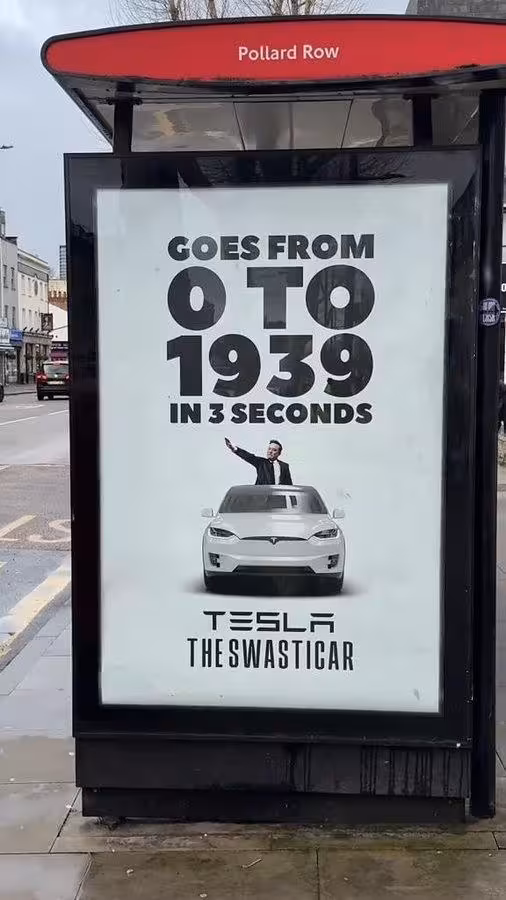 Pollard Row
GOES FROM
0 TO
1939
IN 3 SECONDS
TESLA
THE SWASTICAR